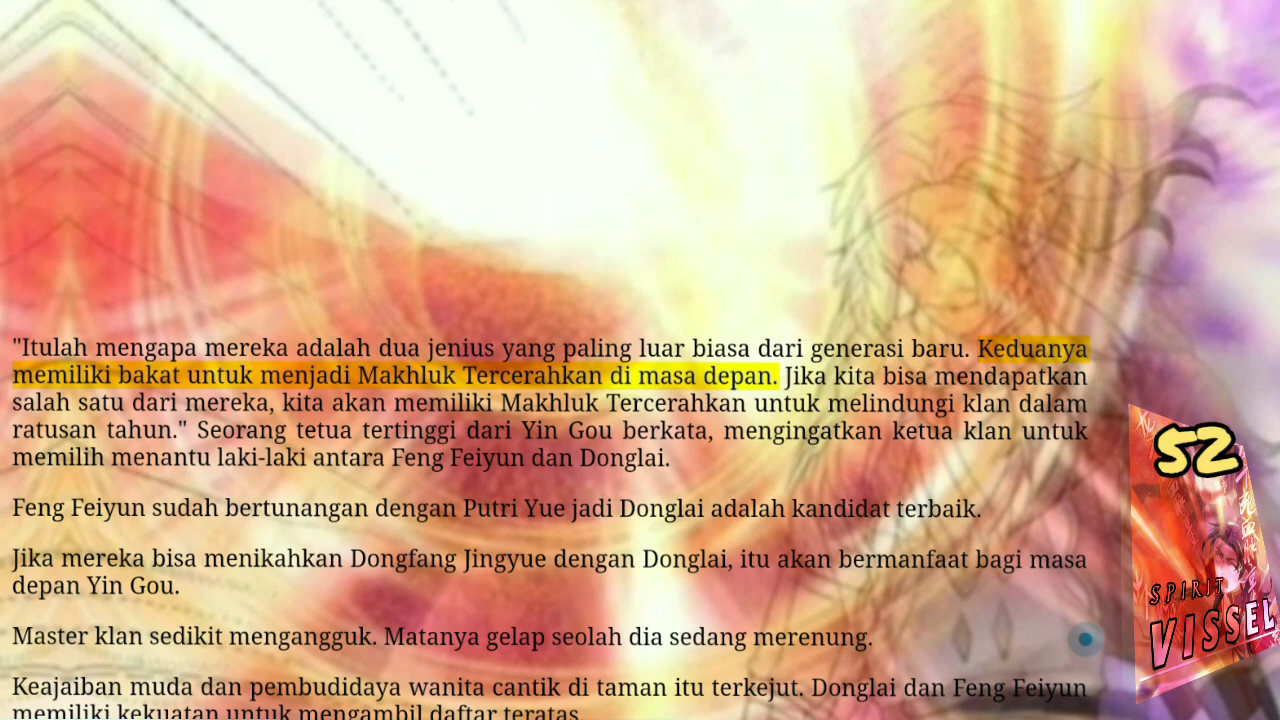 "Itulah mengapa mereka adalah dua jenius yang paling luar biasa dari generasi baru. Keduanya
memiliki bakat untuk menjadi Makhluk Tercerahkan di masa depan. Jika kita bisa mendapatkan
salah satu dari mereka, kita akan memiliki Makhluk Tercerahkan untuk melindungi klan dalam
ratusan tahun." Seorang tetua tertinggi dari Yin Gou berkata, mengingatkan ketua klan untuk
memilih menantu laki-laki antara Feng Feiyun dan Donglai.
Feng Feiyun sudah bertunangan dengan Putri Yue jadi Donglai adalah kandidat terbaik.
Jika mereka bisa menikahkan Dongfang Jingyue dengan Donglai, itu akan bermanfaat bagi masa
depan Yin Gou.
Master klan sedikit mengangguk. Matanya gelap seolah dia sedang merenung.
Keajaiban muda dan pembudidaya wanita cantik di taman itu terkejut. Donglai dan Feng Feiyun
memiliki kekuatan untuk mengambil daftar teratas.
52
SPIRIT
VISSEL